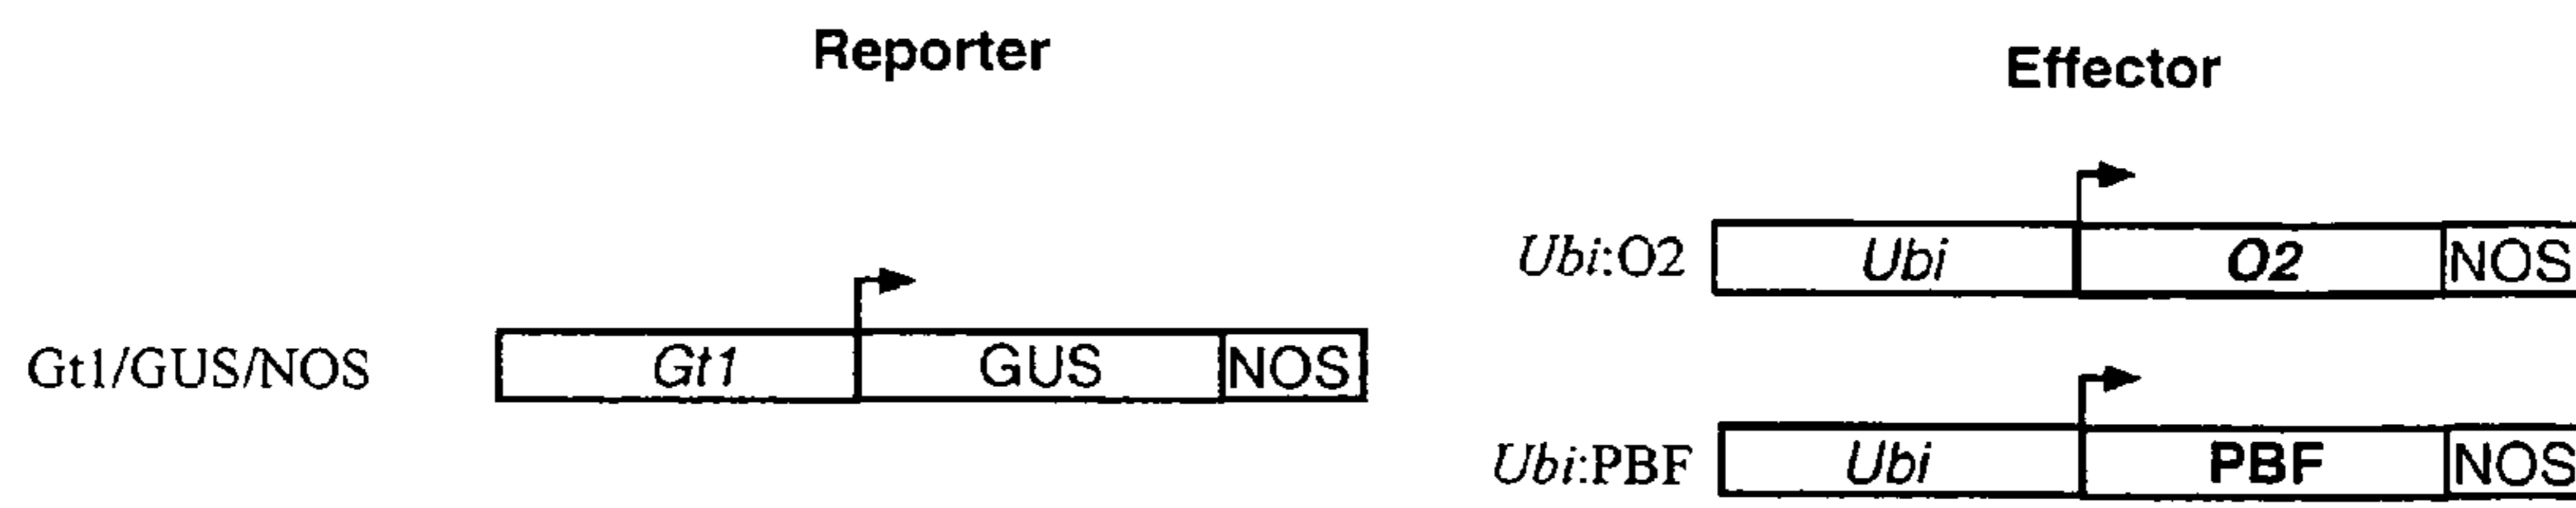 Reporter
Effector
Ubi:O2 Ubi O2 NOS
Gt1/GUS/NOS Gt1 GUS NOS
Ubi:PBF Ubi PBF NOS